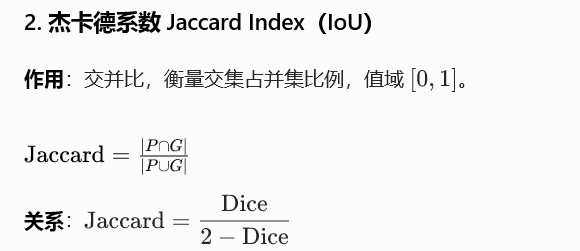 2. 杰卡德系数 Jaccard Index（IoU）
作用：交并比，衡量交集占并集比例，值域 [0, 1]。
Jaccard = |P∩G| / |P∪G|
关系：Jaccard = Dice / (2 − Dice)